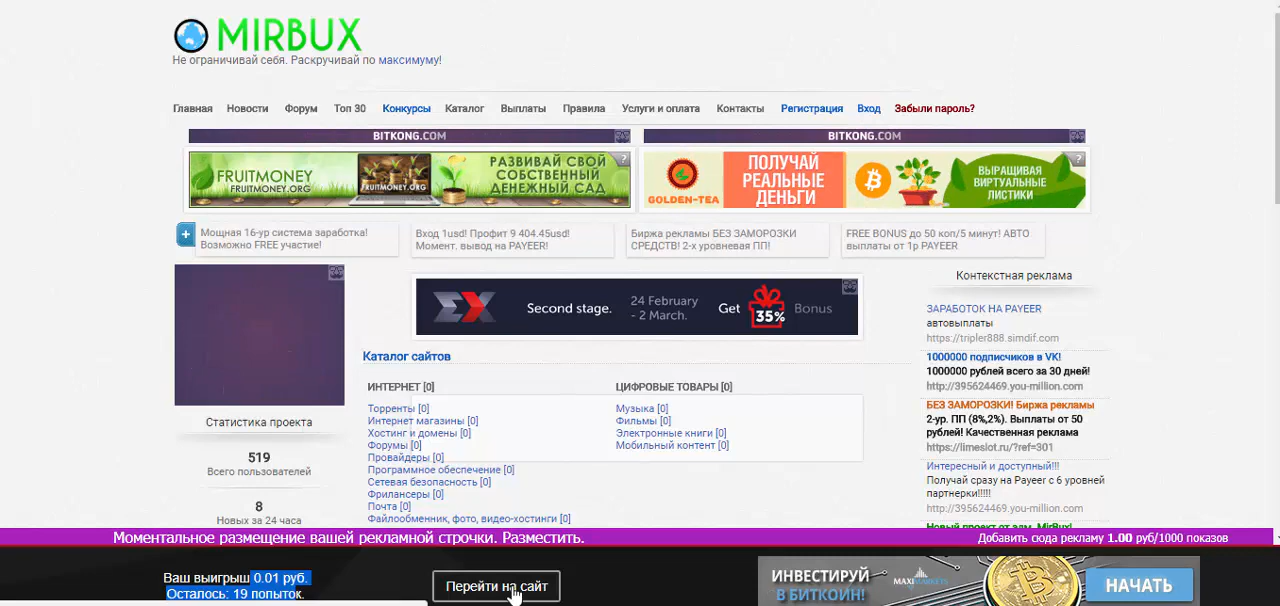 MIRBUX
Не ограничивай себя. Раскручивай по максимуму!
Главная Новости Форум Топ 30 Конкурсы Каталог Выплаты Правила Услуги и оплата Контакты Регистрация Вход Забыли пароль?
BITKONG.COM
BITKONG.COM
FRUITMONEY
FRUITMONEY.ORG
FRUITMONEY.ORG
РАЗВИВАЙ СВОЙ
СОБСТВЕННЫЙ
ДЕНЕЖНЫЙ САД
?
GOLDEN-TEA
ПОЛУЧАЙ
РЕАЛЬНЫЕ
ДЕНЬГИ
ВЫРАЩИВАЯ
ВИРТУАЛЬНЫЕ
ЛИСТИКИ
?
+
Мощная 16-ур система заработка!
Возможно FREE участие!
Вход 1usd! Профит 9 404.45usd!
Момент. вывод на PAYEER!
Биржа рекламы БЕЗ ЗАМОРОЗКИ
СРЕДСТВ! 2-х уровневая ПП!
FREE BONUS до 50 коп/5 минут! АВТО
выплаты от 1р PAYEER
Second stage.
24 February
- 2 March.
Get
35%
Bonus
Каталог сайтов
ИНТЕРНЕТ [0]
Торренты [0]
Интернет магазины [0]
Хостинг и домены [0]
Форумы [0]
Провайдеры [0]
Программное обеспечение [0]
Сетевая безопасность [0]
Фрилансеры [0]
Почта [0]
Файлообменник, фото, видео-хостинги [0]
ЦИФРОВЫЕ ТОВАРЫ [0]
Музыка [0]
Фильмы [0]
Электронные книги [0]
Мобильный контент [0]
Статистика проекта
519
Всего пользователей
8
Новых за 24 часа
Контекстная реклама
ЗАРАБОТОК НА PAYEER
автовыплаты
https://tripler888.simdif.com
1000000 подписчиков в VK!
1000000 рублей всего за 30 дней!
http://395624469.you-million.com
БЕЗ ЗАМОРОЗКИ! Биржа рекламы
2-ур. ПП (8%,2%). Выплаты от 50
рублей! Качественная реклама
https://limeslot.ru/?ref=301
Интересный и доступный!!!
Получай сразу на Payeer с 6 уровней
партнерки!!!!!
http://395624469.you-million.com
Новый проект от адм. MirBux!
Моментальное размещение вашей рекламной строчки. Разместить.
Добавить сюда рекламу 1.00 руб/1000 показов
Ваш выигрыш 0.01 руб.
Осталось: 19 попыток.
Перейти на сайт
ИНВЕСТИРУЙ
В БИТКОИН!
MAXIMARKETS
НАЧАТЬ